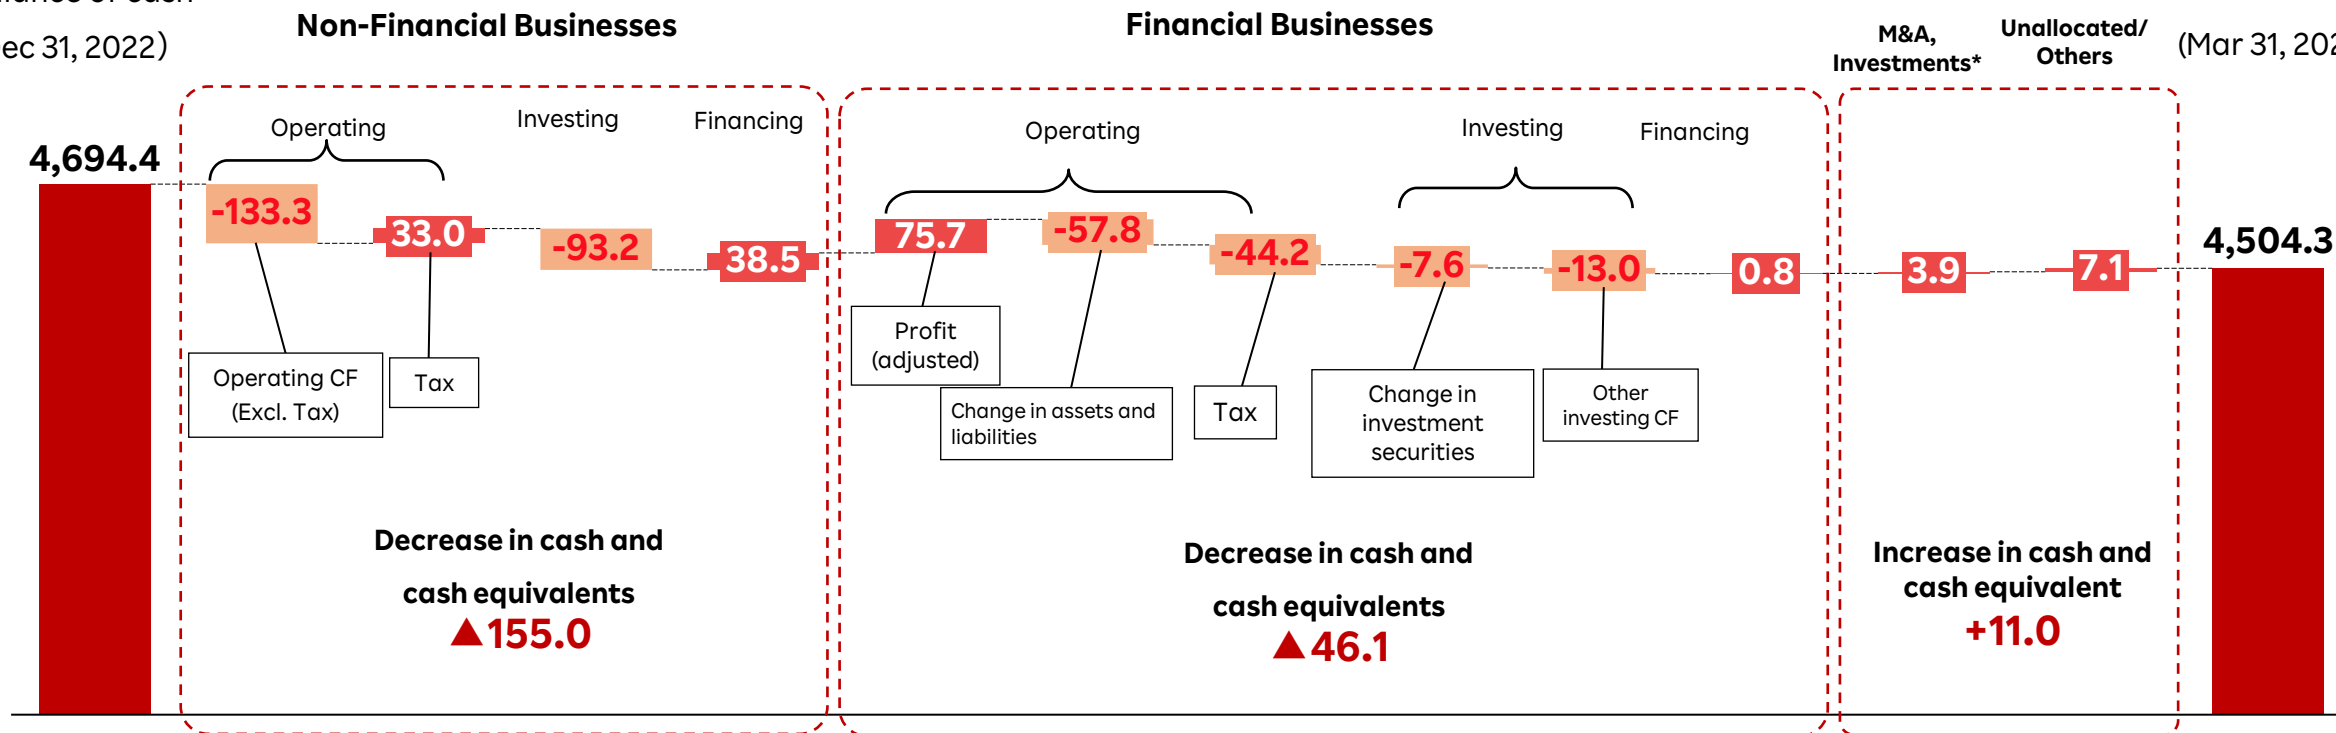 ec 31, 2022)
Non-Financial Businesses
Financial Businesses
M&A,
Investments*
Unallocated/
Others
(Mar 31, 202
Operating
Investing
Financing
Operating
Investing
Financing
4,694.4
-133.3
33.0
-93.2
38.5
75.7
-57.8
-44.2
-7.6
-13.0
0.8
3.9
7.1
4,504.3
Operating CF
(Excl. Tax)
Tax
Profit
(adjusted)
Change in assets and
liabilities
Tax
Change in
investment
securities
Other
investing CF
Decrease in cash and
cash equivalents
▲155.0
Decrease in cash and
cash equivalents
▲46.1
Increase in cash and
cash equivalent
+11.0